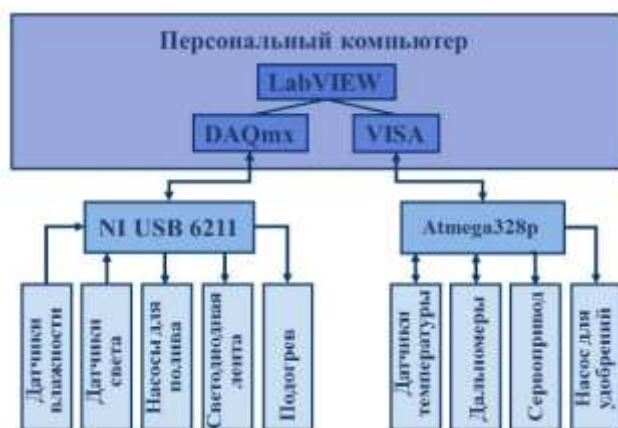 Персональный компьютер
LabVIEW
DAQmx
VISA
NI USB 6211
Atmega328p
Датчики
влажности
Датчики
света
Насосы для
полива
Светодиодная
лента
Подогрев
Датчики
температуры
Дальномеры
Сервопривод
Насос для
удобрений